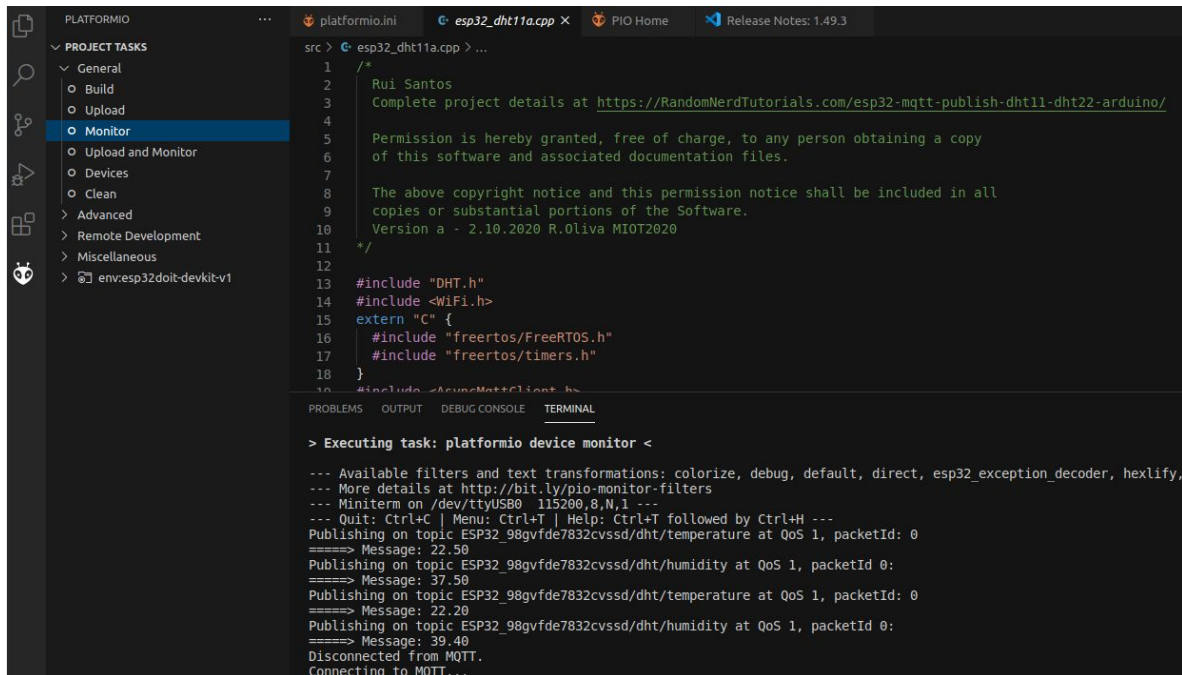 PLATFORMIO
...
PROJECT TASKS
General
Build
Upload
Monitor
Upload and Monitor
Devices
Clean
Advanced
Remote Development
Miscellaneous
env:esp32doit-devkit-v1
platformio.ini esp32_dht11a.cpp PIO Home Release Notes: 1.49.3
src > esp32_dht11a.cpp > ...
1 /*
2 Rui Santos
3 Complete project details at https://RandomNerdTutorials.com/esp32-mqtt-publish-dht11-dht22-arduino/
4
5 Permission is hereby granted, free of charge, to any person obtaining a copy
6 of this software and associated documentation files.
7
8 The above copyright notice and this permission notice shall be included in all
9 copies or substantial portions of the Software.
10 Version a - 2.10.2020 R.Oliva MIOT2020
11 */
12
13 #include "DHT.h"
14 #include <WiFi.h>
15 extern "C" {
16 #include "freertos/FreeRTOS.h"
17 #include "freertos/timers.h"
18 }
19 #include <AsyncMqttClient.h>
PROBLEMS OUTPUT DEBUG CONSOLE TERMINAL
> Executing task: platformio device monitor <
--- Available filters and text transformations: colorize, debug, default, direct, esp32_exception_decoder, hexlify,
--- More details at http://bit.ly/pio-monitor-filters
--- Miniterm on /dev/ttyUSB0 115200,8,N,1 ---
--- Quit: Ctrl+C | Menu: Ctrl+T | Help: Ctrl+T followed by Ctrl+H ---
Publishing on topic ESP32_98gvfde7832cvssd/dht/temperature at QoS 1, packetId: 0
=====> Message: 22.50
Publishing on topic ESP32_98gvfde7832cvssd/dht/humidity at QoS 1, packetId 0:
=====> Message: 37.50
Publishing on topic ESP32_98gvfde7832cvssd/dht/temperature at QoS 1, packetId: 0
=====> Message: 22.20
Publishing on topic ESP32_98gvfde7832cvssd/dht/humidity at QoS 1, packetId 0:
=====> Message: 39.40
Disconnected from MQTT.
Connecting to MQTT...